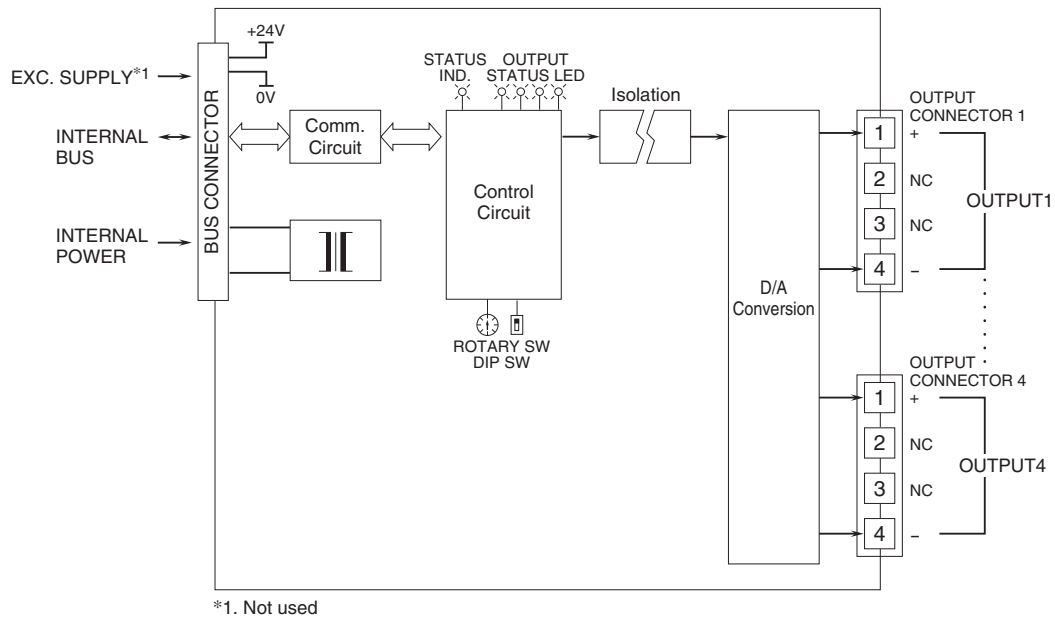 +24V
EXC. SUPPLY*1
0V
INTERNAL
BUS
INTERNAL
POWER
BUS CONNECTOR
Comm.
Circuit
STATUS
IND.
OUTPUT
STATUS LED
Control
Circuit
ROTARY SW
DIP SW
Isolation
D/A
Conversion
OUTPUT
CONNECTOR 1
1 +
2 NC
3 NC
4 −
OUTPUT1
OUTPUT
CONNECTOR 4
1 +
2 NC
3 NC
4 −
OUTPUT4
*1. Not used